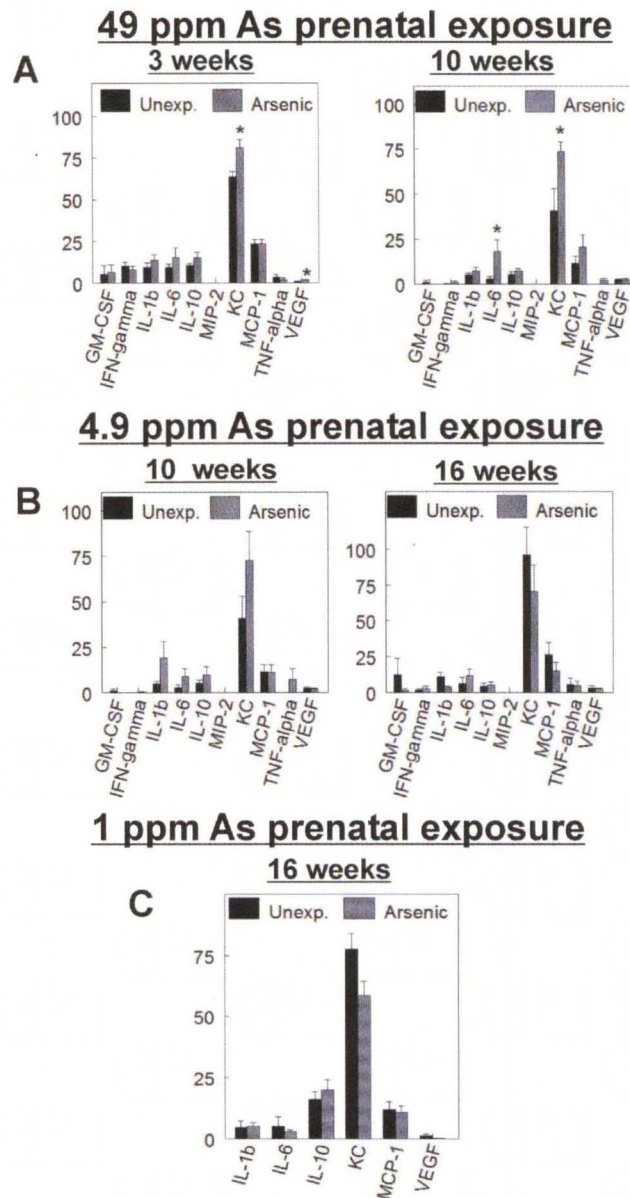 49 ppm As prenatal exposure
A
3 weeks
Unexp. Arsenic
100
75
50
25
0
*
*
GM-CSF
IFN-gamma
IL-1b
IL-6
IL-10
MIP-2
KC
MCP-1
TNF-alpha
VEGF
10 weeks
Unexp. Arsenic
100
75
50
25
0
*
*
GM-CSF
IFN-gamma
IL-1b
IL-6
IL-10
MIP-2
KC
MCP-1
TNF-alpha
VEGF
4.9 ppm As prenatal exposure
B
10 weeks
Unexp. Arsenic
100
75
50
25
0
GM-CSF
IFN-gamma
IL-1b
IL-6
IL-10
MIP-2
KC
MCP-1
TNF-alpha
VEGF
16 weeks
Unexp. Arsenic
100
75
50
25
0
GM-CSF
IFN-gamma
IL-1b
IL-6
IL-10
MIP-2
KC
MCP-1
TNF-alpha
VEGF
1 ppm As prenatal exposure
16 weeks
C
Unexp. Arsenic
75
50
25
0
IL-1b
IL-6
IL-10
KC
MCP-1
VEGF